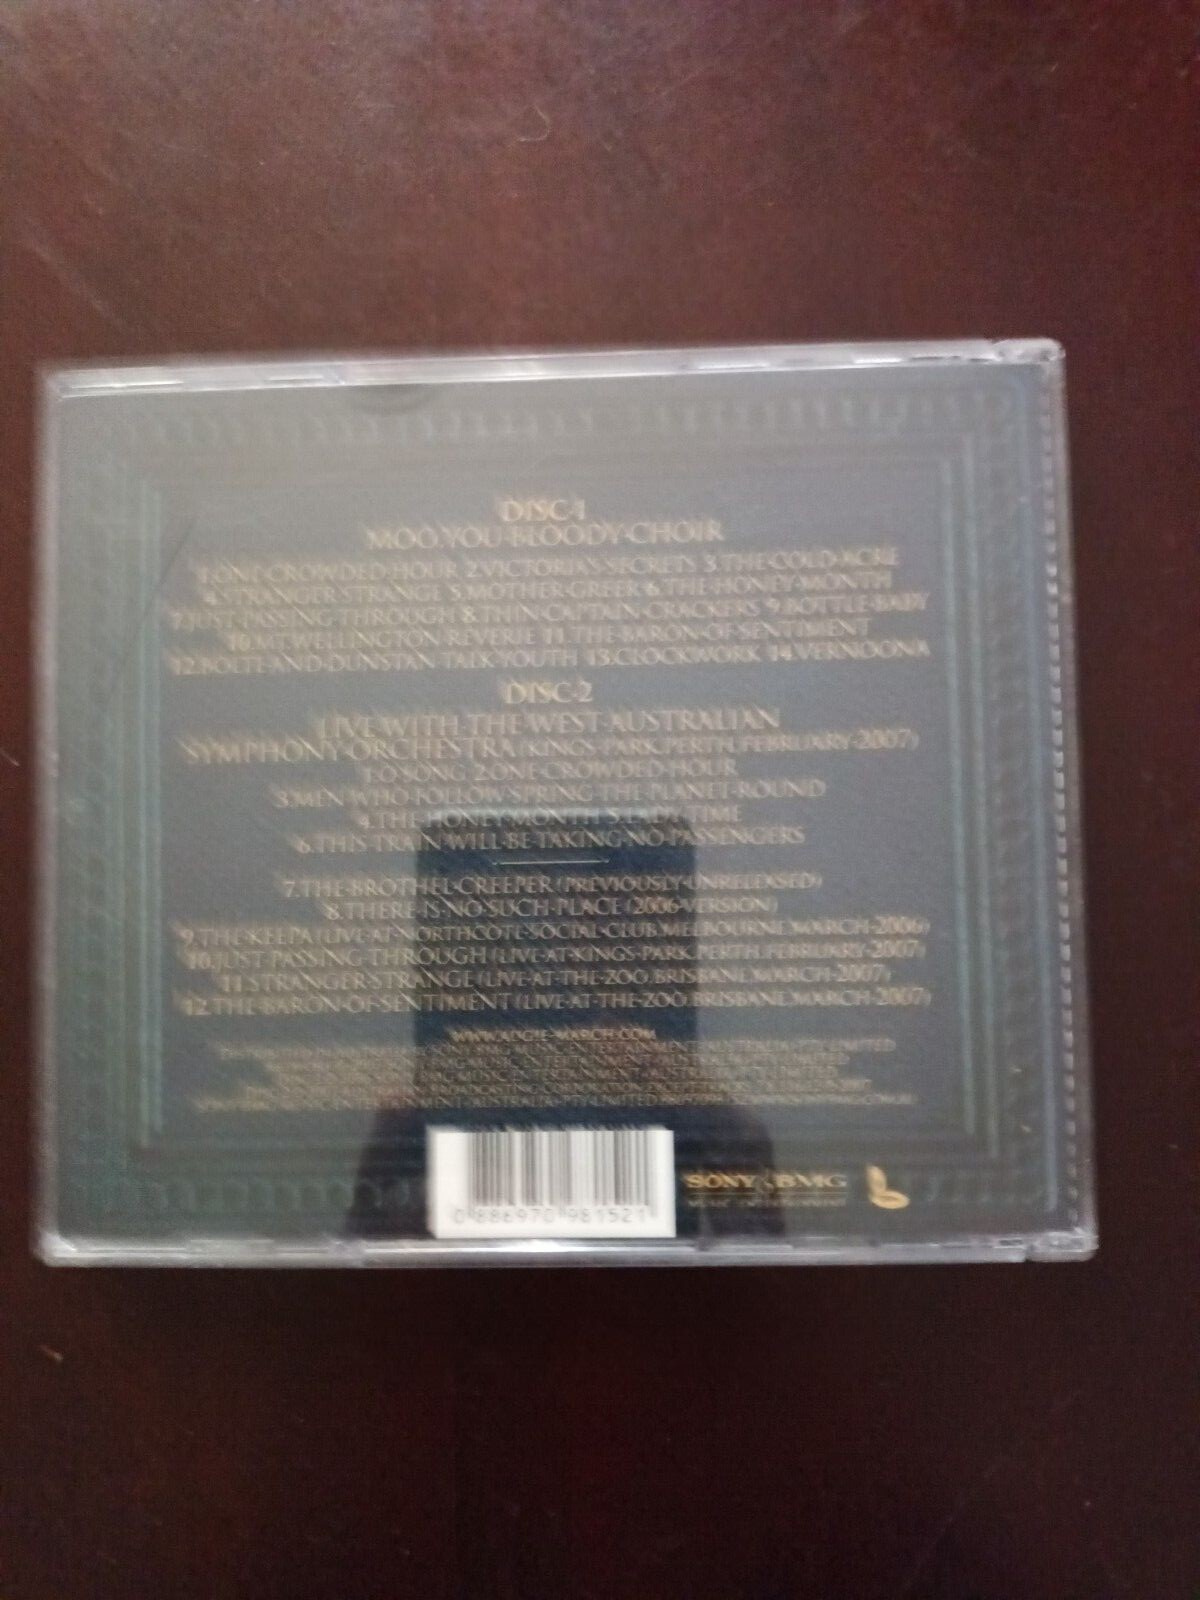 DISC·1
MOO,YOU·BLOODY·CHOIR
1.ONE·CROWDED·HOUR 2.VICTORIA'S·SECRETS 3.THE·COLD·ACRE
4.STRANGER·STRANGE 5.MOTHER·GREER 6.THE·HONEY·MONTH
7.JUST·PASSING·THROUGH 8.THIN·CAPTAIN·CRACKERS 9.BOTTLE·BABY
10.MT.WELLINGTON·REVERIE 11.THE·BARON·OF·SENTIMENT
12.BOLTE·AND·DUNSTAN·TALK·YOUTH 13.CLOCKWORK 14.VERNOONA
DISC·2
LIVE·WITH·THE·WEST·AUSTRALIAN
SYMPHONY·ORCHESTRA (KINGS·PARK,PERTH,FEBRUARY·2007)
1.O·SONG 2.ONE·CROWDED·HOUR
3.MEN·WHO·FOLLOW·SPRING·THE·PLANET·ROUND
4.THE·HONEY·MONTH 5.LADY·TIME
6.THIS·TRAIN·WILL·BE·TAKING·NO·PASSENGERS
7.THE·BROTHEL·CREEPER (PREVIOUSLY·UNRELEASED)
8.THERE·IS·NO·SUCH·PLACE (2006·VERSION)
9.THE·KEEPA (LIVE·AT·NORTHCOTE·SOCIAL·CLUB,MELBOURNE,MARCH·2006)
10.JUST·PASSING·THROUGH (LIVE·AT·KINGS·PARK,PERTH,FEBRUARY·2007)
11.STRANGER·STRANGE (LIVE·AT·THE·ZOO,BRISBANE,MARCH·2007)
12.THE·BARON·OF·SENTIMENT (LIVE·AT·THE·ZOO,BRISBANE,MARCH·2007)
WWW.AUGIE-MARCH.COM
0 886970 981521
SONY BMG
MUSIC ENTERTAINMENT